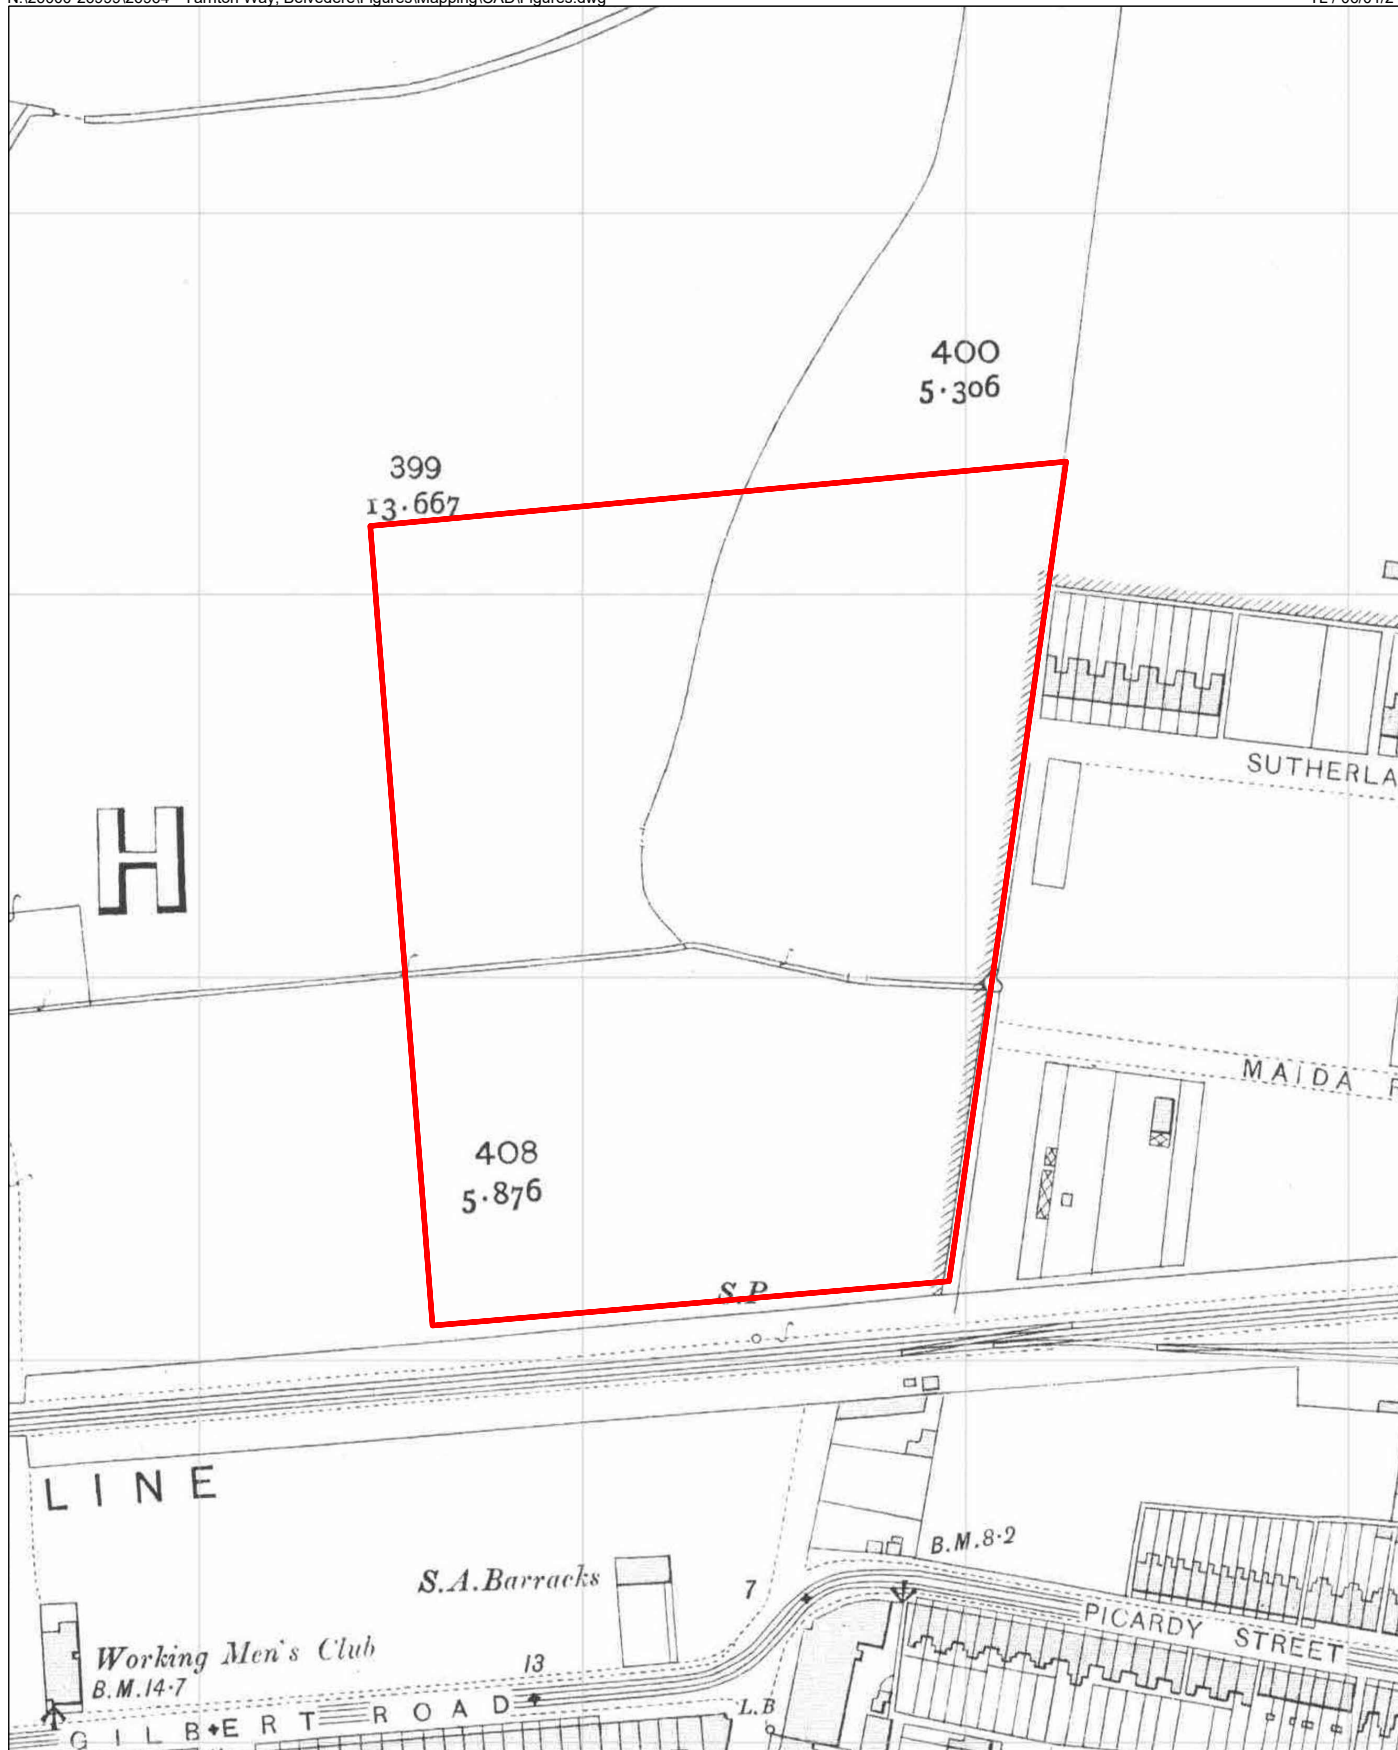 400
5·306
399
13·667
SUTHERLA
H
MAIDA
408
5·876
S.P
LINE
B.M.8·2
S.A.Barracks
7
PICARDY STREET
Working Men's Club
B.M.14·7
13
L.B
GILBERT ROAD